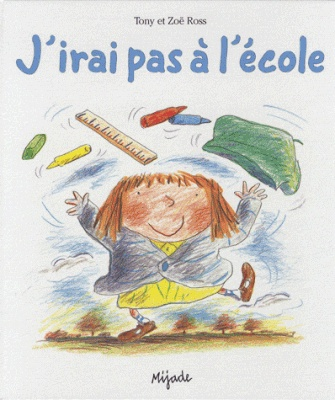 Tony et Zoë Ross
J'irai pas à l'école
Mijade